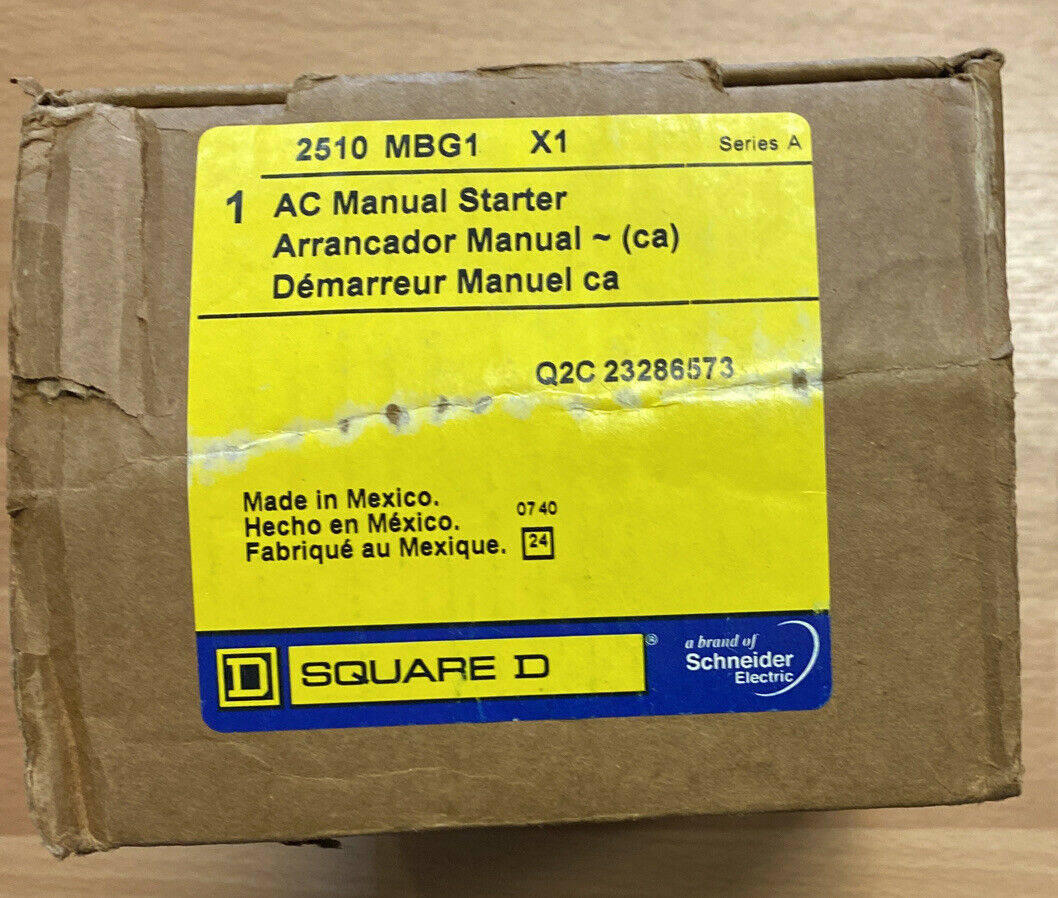 2510 MBG1 X1 Series A
1 AC Manual Starter
Arrancador Manual ~ (ca)
Démarreur Manuel ca
Q2C 23286573
Made in Mexico.
Hecho en México. 0740
Fabriqué au Mexique. 24
D SQUARE D ®
a brand of
Schneider
Electric